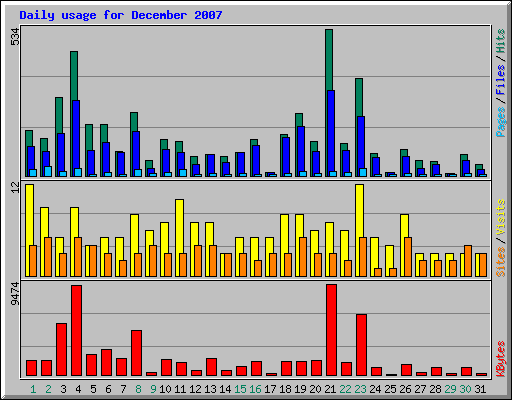 Daily usage for December 2007
534
Pages / Files / Hits
12
Sites / Visits
9474
KBytes
1 2 3 4 5 6 7 8 9 10 11 12 13 14 15 16 17 18 19 20 21 22 23 24 25 26 27 28 29 30 31